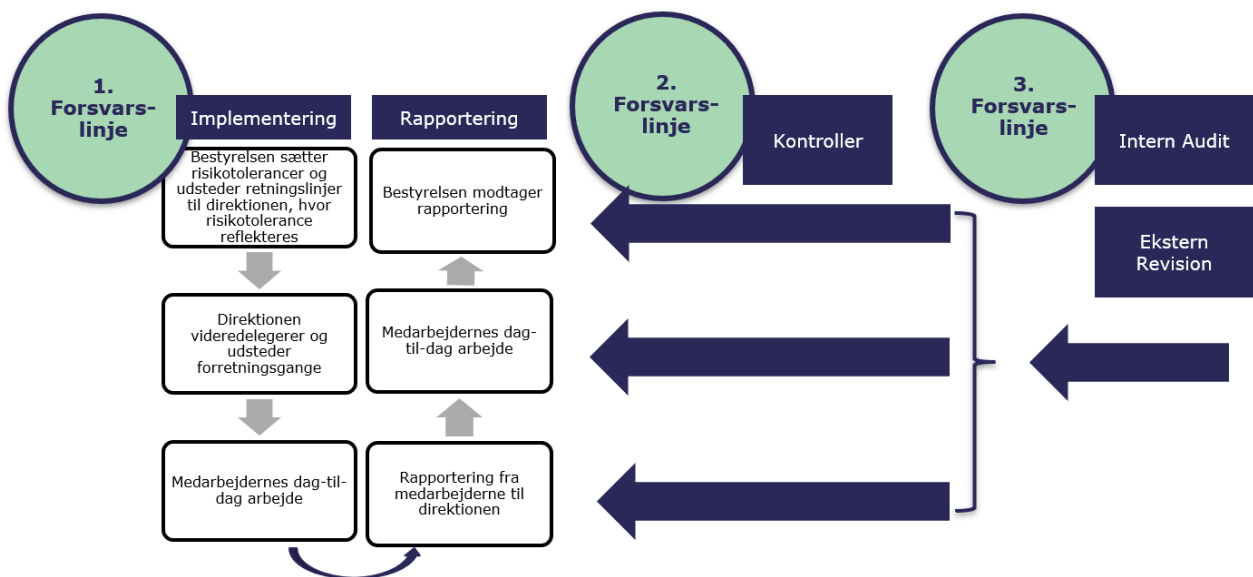 1.
Forsvars-
linje
Implementering
Bestyrelsen sætter
risikotolerancer og
udsteder retningslinjer
til direktionen, hvor
risikotolerance
reflekteres
Direktionen
videredelegerer og
udsteder
forretningsgange
Medarbejdernes dag-til-
dag arbejde
Rapportering
Bestyrelsen modtager
rapportering
Medarbejdernes dag-
til-dag arbejde
Rapportering fra
medarbejderne til
direktionen
2.
Forsvars-
linje
Kontroller
3.
Forsvars-
linje
Intern Audit
Ekstern
Revision